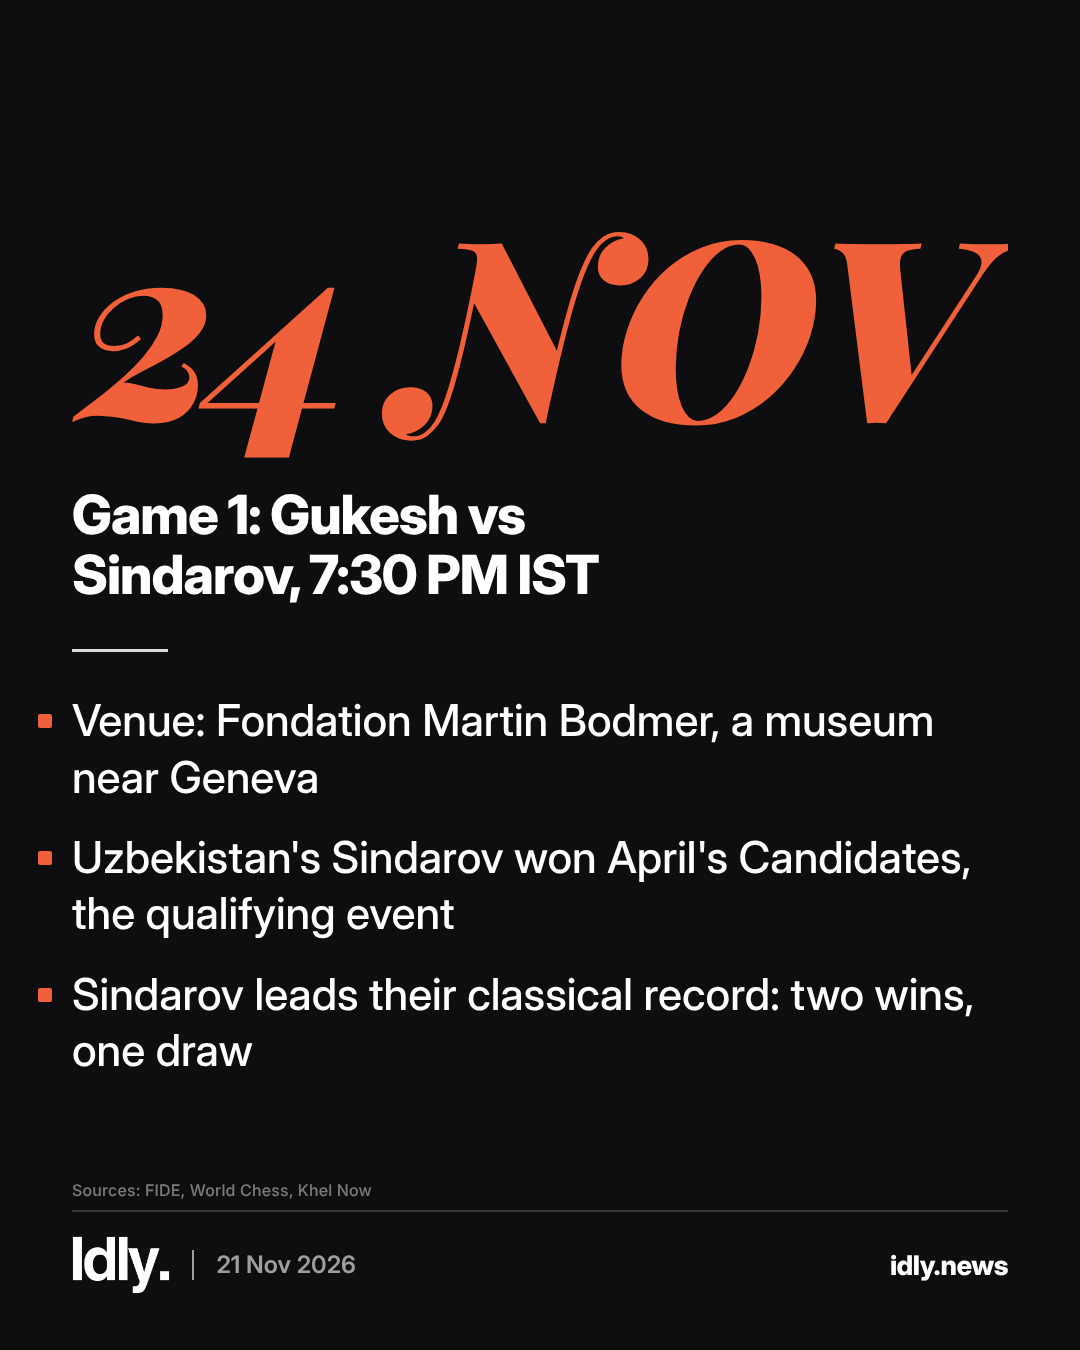 24 NOV
Game 1: Gukesh vs
Sindarov, 7:30 PM IST
Venue: Fondation Martin Bodmer, a museum
near Geneva
Uzbekistan's Sindarov won April's Candidates,
the qualifying event
Sindarov leads their classical record: two wins,
one draw
Sources: FIDE, World Chess, Khel Now
Idly. | 21 Nov 2026
idly.news